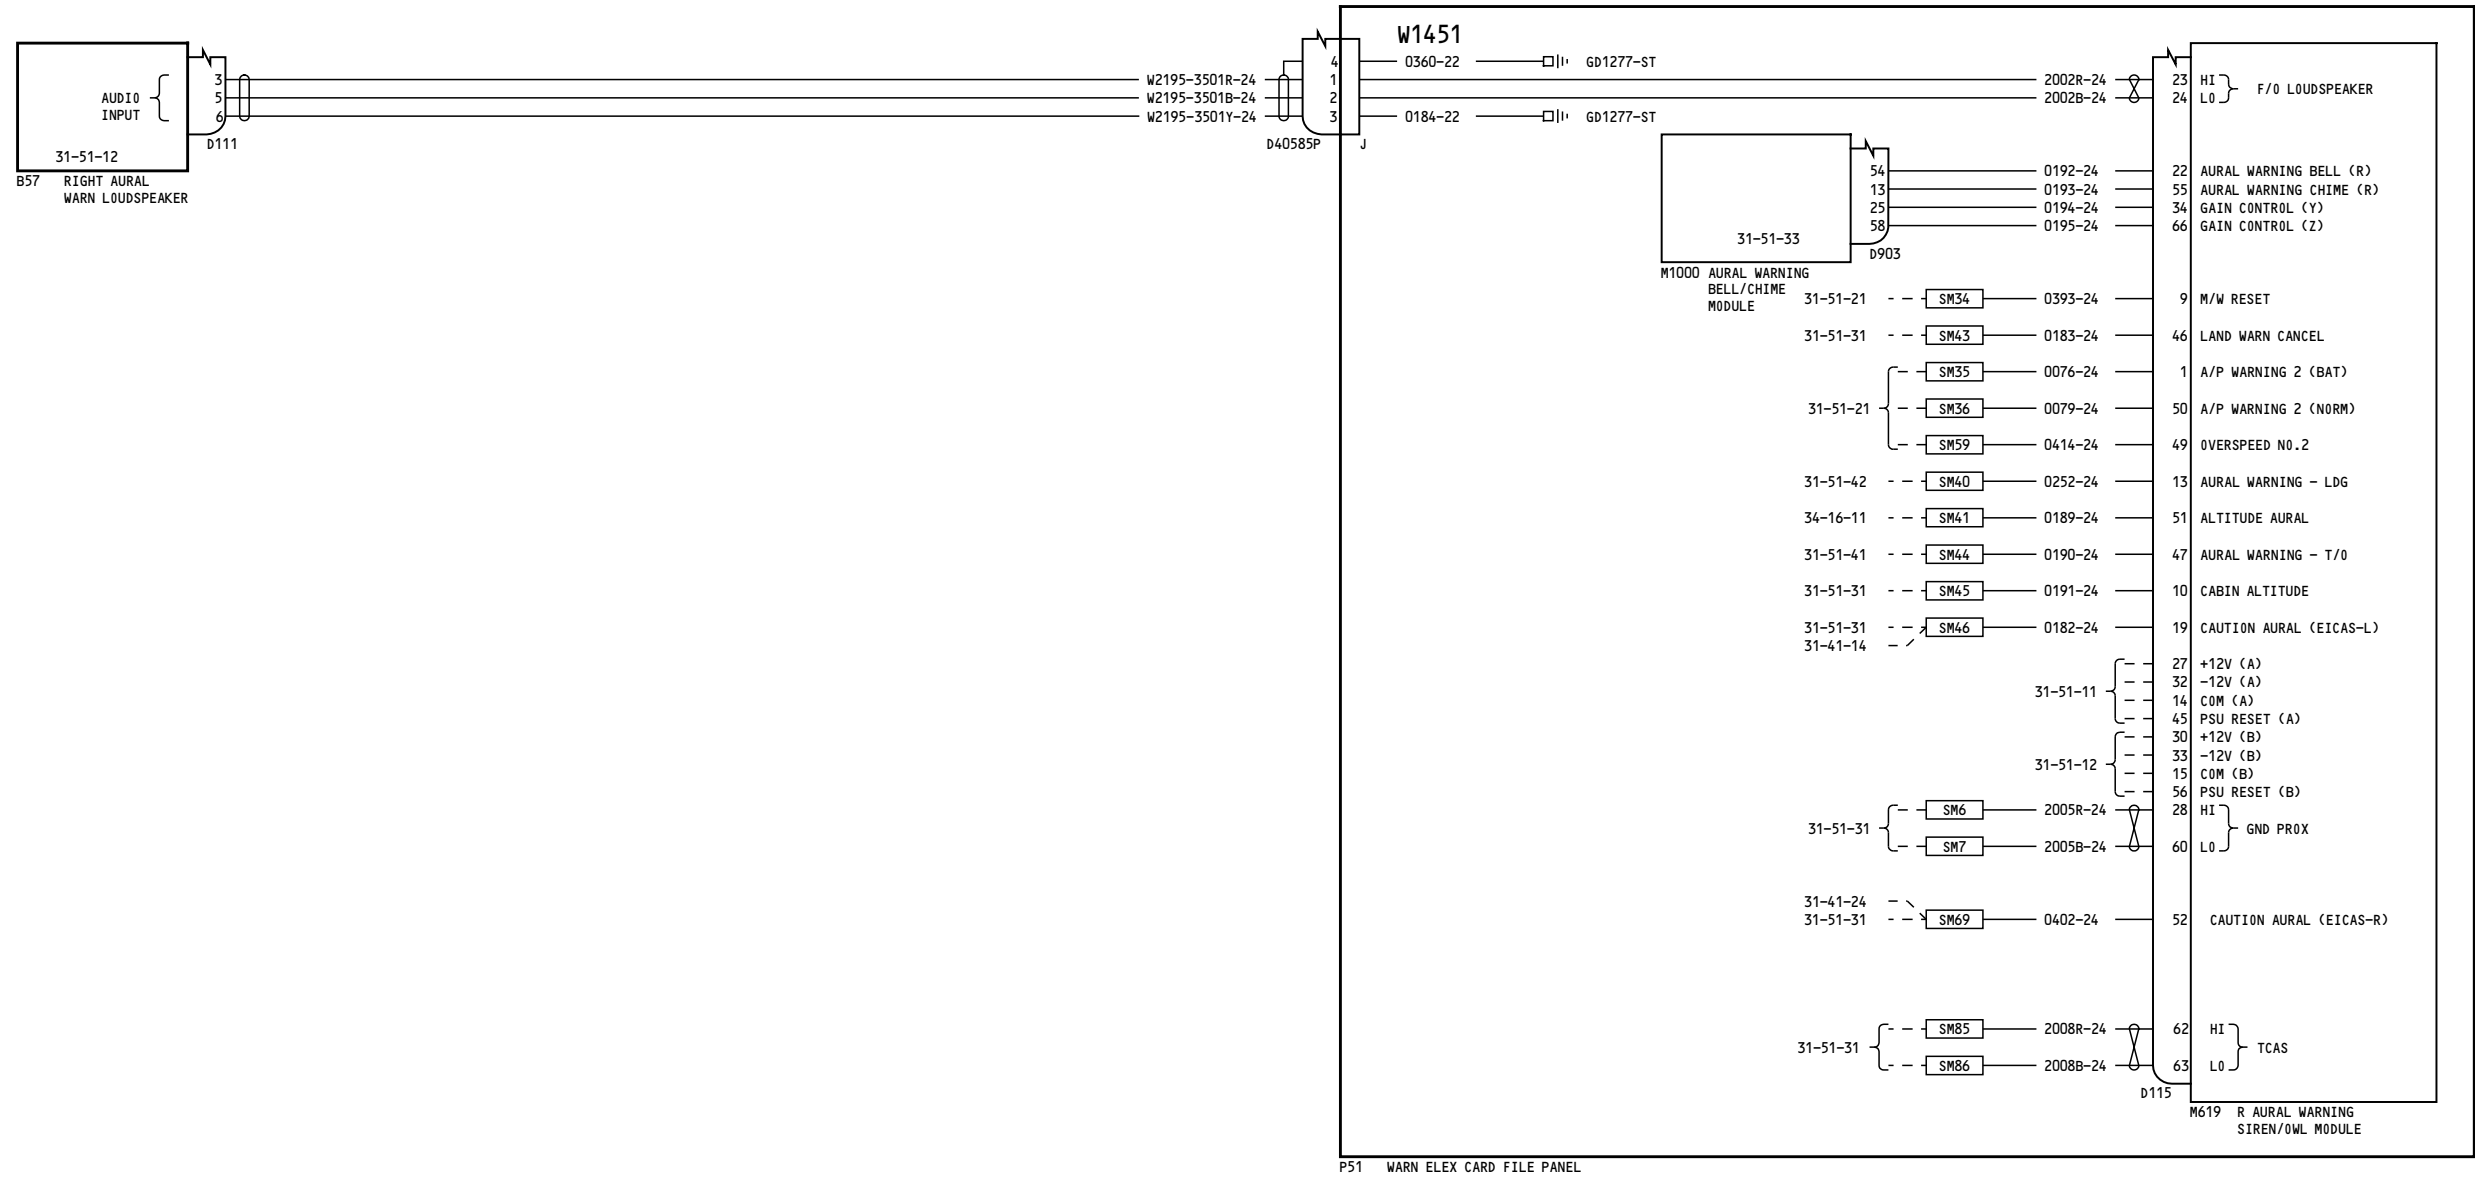 W1451
4 0360-22 GD1277-ST
3 W2195-3501R-24 1 2002R-24 23 HI
5 W2195-3501B-24 2 2002B-24 24 LO
F/O LOUDSPEAKER
6 W2195-3501Y-24 3 0184-22 GD1277-ST
AUDIO
INPUT
D111
31-51-12
B57 RIGHT AURAL
WARN LOUDSPEAKER
D40585P J
54 0192-24 22 AURAL WARNING BELL (R)
13 0193-24 55 AURAL WARNING CHIME (R)
25 0194-24 34 GAIN CONTROL (Y)
58 0195-24 66 GAIN CONTROL (Z)
31-51-33
D903
M1000 AURAL WARNING
BELL/CHIME
MODULE
31-51-21 SM34 0393-24 9 M/W RESET
31-51-31 SM43 0183-24 46 LAND WARN CANCEL
SM35 0076-24 1 A/P WARNING 2 (BAT)
31-51-21 SM36 0079-24 50 A/P WARNING 2 (NORM)
SM59 0414-24 49 OVERSPEED NO.2
31-51-42 SM40 0252-24 13 AURAL WARNING - LDG
34-16-11 SM41 0189-24 51 ALTITUDE AURAL
31-51-41 SM44 0190-24 47 AURAL WARNING - T/O
31-51-31 SM45 0191-24 10 CABIN ALTITUDE
31-51-31 SM46 0182-24 19 CAUTION AURAL (EICAS-L)
31-41-14
27 +12V (A)
32 -12V (A)
31-51-11
14 COM (A)
45 PSU RESET (A)
30 +12V (B)
33 -12V (B)
31-51-12
15 COM (B)
56 PSU RESET (B)
SM6 2005R-24 28 HI
31-51-31 GND PROX
SM7 2005B-24 60 LO
31-41-24
31-51-31 SM69 0402-24 52 CAUTION AURAL (EICAS-R)
SM85 2008R-24 62 HI
31-51-31 TCAS
SM86 2008B-24 63 LO
D115
M619 R AURAL WARNING
SIREN/OWL MODULE
P51 WARN ELEX CARD FILE PANEL